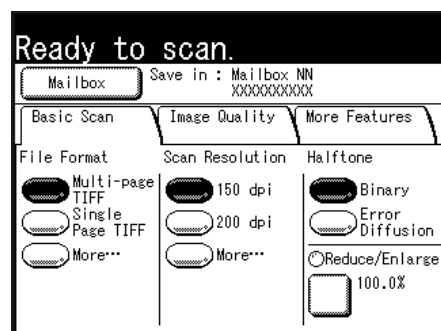 Ready to scan.
Mailbox
Save in : Mailbox NN
XXXXXXXXXX
Basic Scan
Image Quality
More Features
File Format
Multi-page
TIFF
Single
Page TIFF
More…
Scan Resolution
150 dpi
200 dpi
More…
Halftone
Binary
Error
Diffusion
Reduce/Enlarge
100.0%